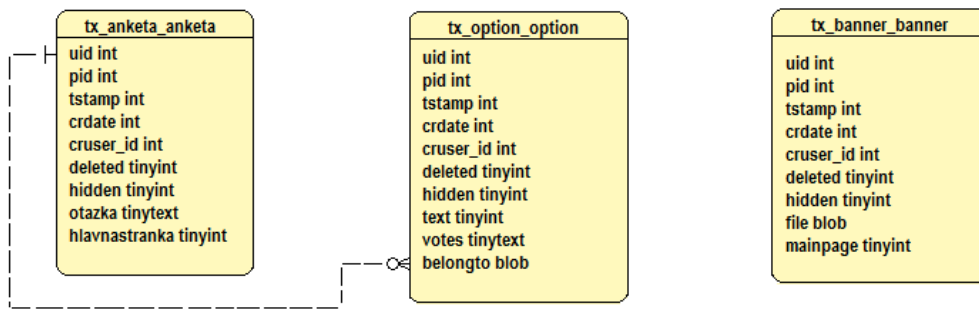 tx_anketa_anketa
uid int
pid int
tstamp int
crdate int
cruser_id int
deleted tinyint
hidden tinyint
otazka tinytext
hlavnastranka tinyint
tx_option_option
uid int
pid int
tstamp int
crdate int
cruser_id int
deleted tinyint
hidden tinyint
text tinyint
votes tinytext
belongto blob
tx_banner_banner
uid int
pid int
tstamp int
crdate int
cruser_id int
deleted tinyint
hidden tinyint
file blob
mainpage tinyint